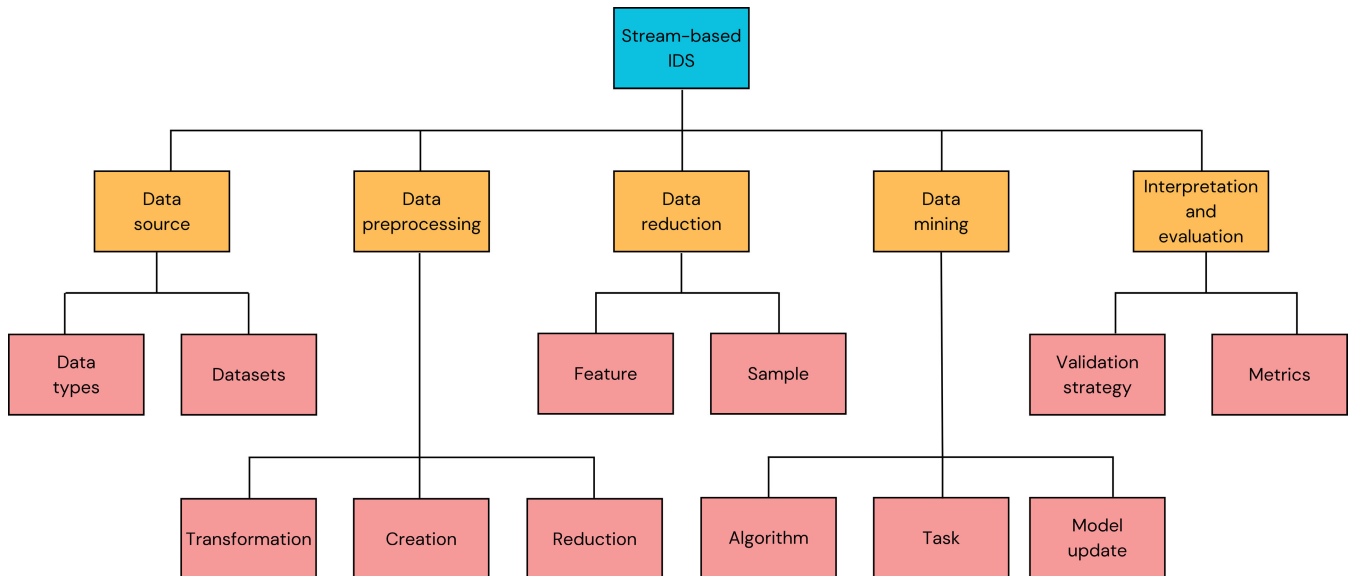 Stream-based
IDS
Data
source
Data
preprocessing
Data
reduction
Data
mining
Interpretation
and
evaluation
Data
types
Datasets
Feature
Sample
Validation
strategy
Metrics
Transformation
Creation
Reduction
Algorithm
Task
Model
update